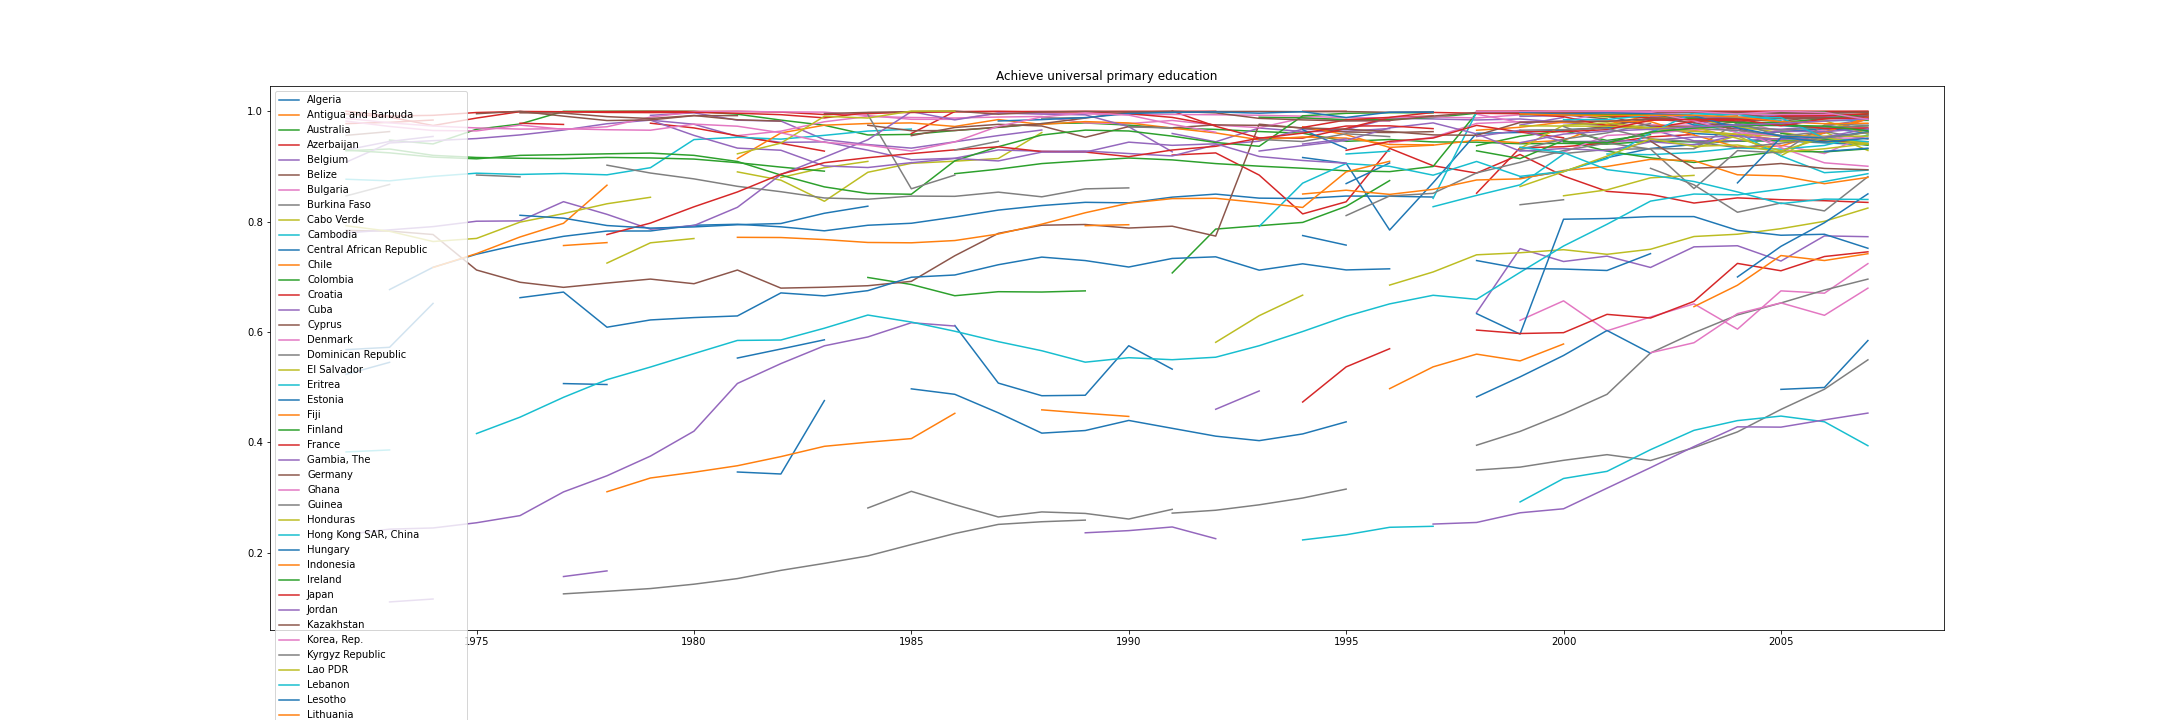 Achieve universal primary education
1.0
0.8
0.6
0.4
0.2
Algeria
Antigua and Barbuda
Australia
Azerbaijan
Belgium
Belize
Bulgaria
Burkina Faso
Cabo Verde
Cambodia
Central African Republic
Chile
Colombia
Croatia
Cuba
Cyprus
Denmark
Dominican Republic
El Salvador
Eritrea
Estonia
Fiji
Finland
France
Gambia, The
Germany
Ghana
Guinea
Honduras
Hong Kong SAR, China
Hungary
Indonesia
Ireland
Japan
Jordan
Kazakhstan
Korea, Rep.
Kyrgyz Republic
Lao PDR
Lebanon
Lesotho
Lithuania
1975 1980 1985 1990 1995 2000 2005